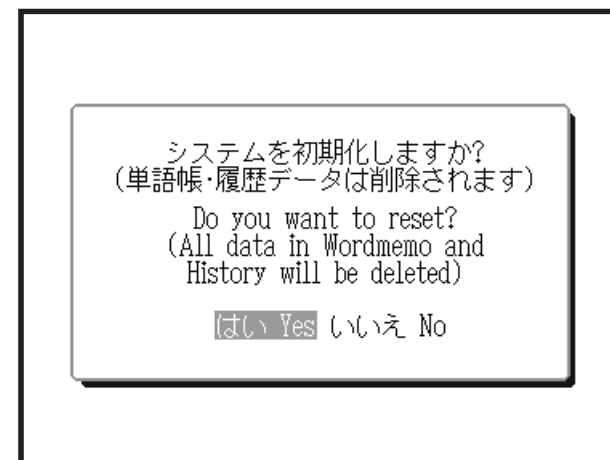 システムを初期化しますか?
(単語帳･履歴データは削除されます)
Do you want to reset?
(All data in Wordmemo and
History will be deleted)
はい Yes いいえ No